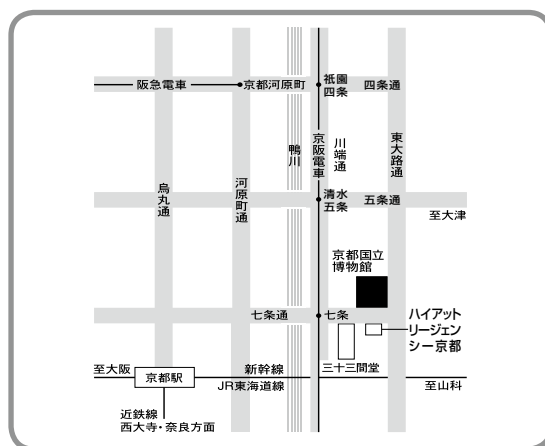 阪急電車
京都河原町
祇園
四条
四条通
鴨川
京阪電車
川端通
東大路通
烏丸通
河原町通
清水
五条
五条通
至大津
京都国立
博物館
七条通
七条
ハイアット
リージェン
シー京都
三十三間堂
至大阪
京都駅
新幹線
JR東海道線
至山科
近鉄線
西大寺・奈良方面